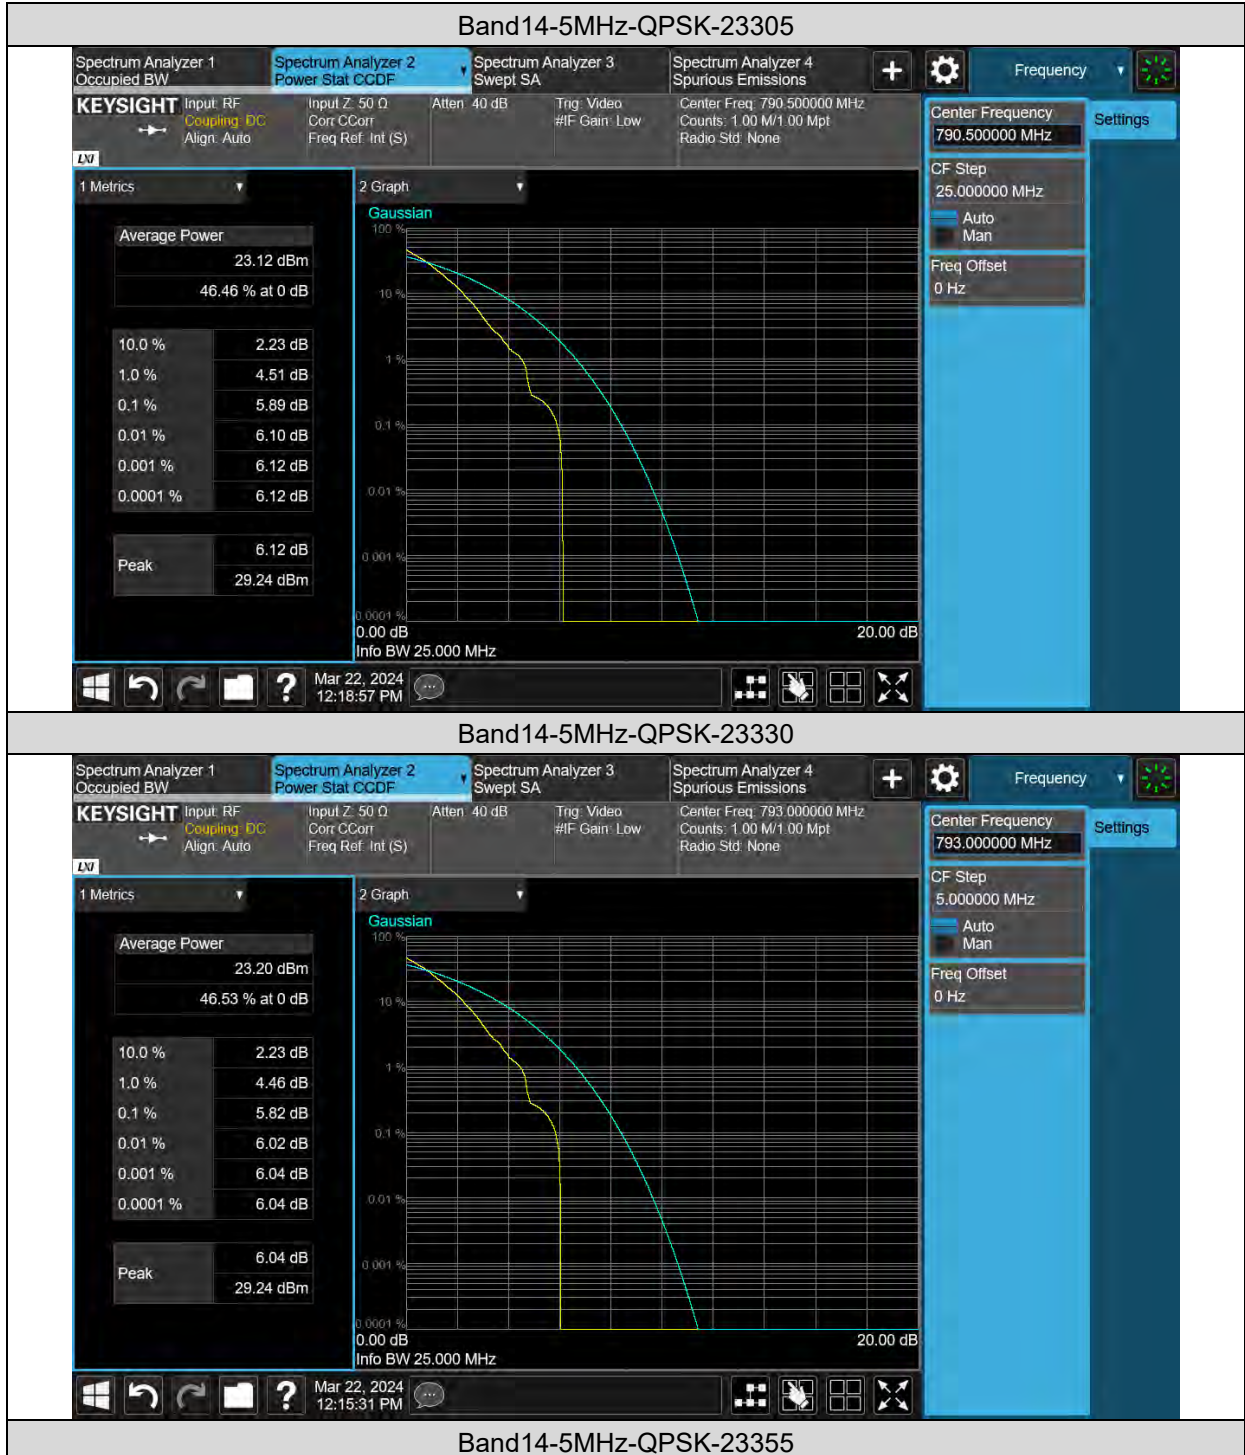 Band14-5MHz-QPSK-23305
Spectrum Analyzer 1
Occupied BW
Spectrum Analyzer 2
Power Stat CCDF
Spectrum Analyzer 3
Swept SA
Spectrum Analyzer 4
Spurious Emissions
Frequency
KEYSIGHT
Input: RF
Coupling: DC
Align: Auto
Input Z: 50 Ω
Corr CCorr
Freq Ref: Int (S)
Atten: 40 dB
Trig: Video
#IF Gain: Low
Center Freq: 790.500000 MHz
Counts: 1.00 M/1.00 Mpt
Radio Std: None
LXI
Center Frequency
790.500000 MHz
Settings
CF Step
25.000000 MHz
Auto
Man
Freq Offset
0 Hz
1 Metrics
Average Power
23.12 dBm
46.46 % at 0 dB
10.0 % 2.23 dB
1.0 % 4.51 dB
0.1 % 5.89 dB
0.01 % 6.10 dB
0.001 % 6.12 dB
0.0001 % 6.12 dB
Peak
6.12 dB
29.24 dBm
2 Graph
Gaussian
100 %
10 %
1 %
0.1 %
0.01 %
0.001 %
0.0001 %
0.00 dB 20.00 dB
Info BW 25.000 MHz
? Mar 22, 2024
12:18:57 PM
Band14-5MHz-QPSK-23330
Spectrum Analyzer 1
Occupied BW
Spectrum Analyzer 2
Power Stat CCDF
Spectrum Analyzer 3
Swept SA
Spectrum Analyzer 4
Spurious Emissions
Frequency
KEYSIGHT
Input: RF
Coupling: DC
Align: Auto
Input Z: 50 Ω
Corr CCorr
Freq Ref: Int (S)
Atten: 40 dB
Trig: Video
#IF Gain: Low
Center Freq: 793.000000 MHz
Counts: 1.00 M/1.00 Mpt
Radio Std: None
LXI
Center Frequency
793.000000 MHz
Settings
CF Step
5.000000 MHz
Auto
Man
Freq Offset
0 Hz
1 Metrics
Average Power
23.20 dBm
46.53 % at 0 dB
10.0 % 2.23 dB
1.0 % 4.46 dB
0.1 % 5.82 dB
0.01 % 6.02 dB
0.001 % 6.04 dB
0.0001 % 6.04 dB
Peak
6.04 dB
29.24 dBm
2 Graph
Gaussian
100 %
10 %
1 %
0.1 %
0.01 %
0.001 %
0.0001 %
0.00 dB 20.00 dB
Info BW 25.000 MHz
? Mar 22, 2024
12:15:31 PM
Band14-5MHz-QPSK-23355